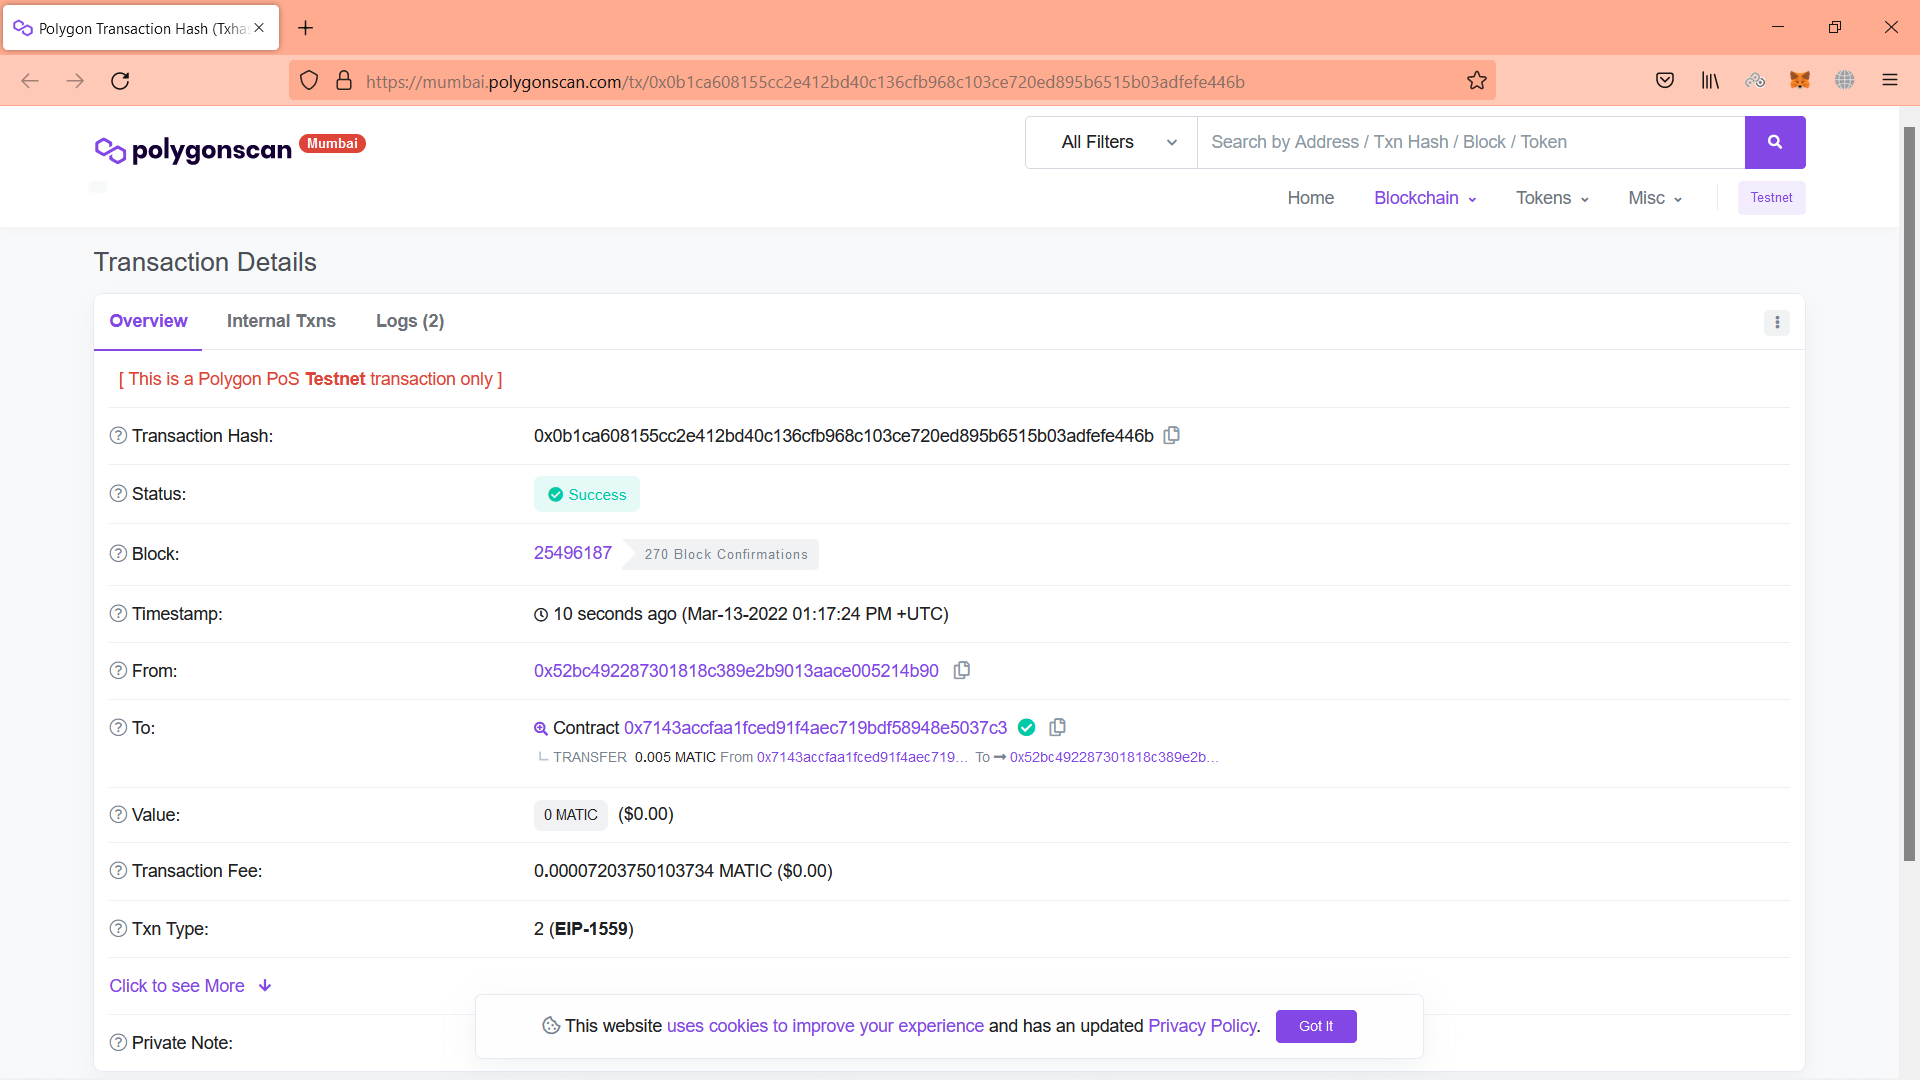 Polygon Transaction Hash (Txhas
https://mumbai.polygonscan.com/tx/0x0b1ca608155cc2e412bd40c136cfb968c103ce720ed895b6515b03adfefe446b
polygonscan Mumbai
All Filters Search by Address / Txn Hash / Block / Token
Home Blockchain Tokens Misc Testnet
Transaction Details
Overview Internal Txns Logs (2)
[ This is a Polygon PoS Testnet transaction only ]
Transaction Hash: 0x0b1ca608155cc2e412bd40c136cfb968c103ce720ed895b6515b03adfefe446b
Status: Success
Block: 25496187 270 Block Confirmations
Timestamp: 10 seconds ago (Mar-13-2022 01:17:24 PM +UTC)
From: 0x52bc492287301818c389e2b9013aace005214b90
To: Contract 0x7143accfaa1fced91f4aec719bdf58948e5037c3
TRANSFER 0.005 MATIC From 0x7143accfaa1fced91f4aec719... To 0x52bc492287301818c389e2b...
Value: 0 MATIC ($0.00)
Transaction Fee: 0.00007203750103734 MATIC ($0.00)
Txn Type: 2 (EIP-1559)
Click to see More
This website uses cookies to improve your experience and has an updated Privacy Policy. Got It
Private Note: